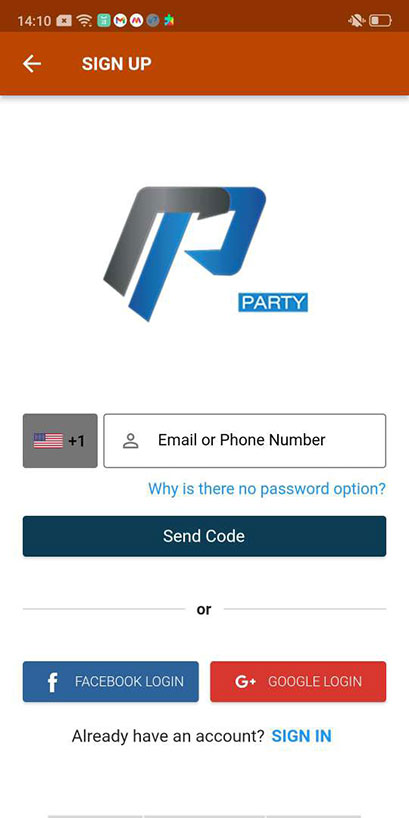 14:10
SIGN UP
PARTY
+1
Email or Phone Number
Why is there no password option?
Send Code
or
f FACEBOOK LOGIN
G+ GOOGLE LOGIN
Already have an account? SIGN IN